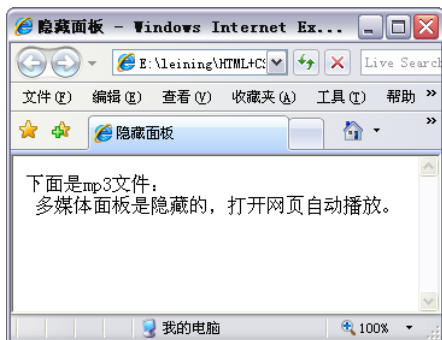 隐藏面板 - Windows Internet Ex...
E:\leining\HTML+CS
Live Search
文件(F) 编辑(E) 查看(V) 收藏夹(A) 工具(T) 帮助 »
隐藏面板 »
下面是mp3文件：
多媒体面板是隐藏的，打开网页自动播放。
我的电脑 100%